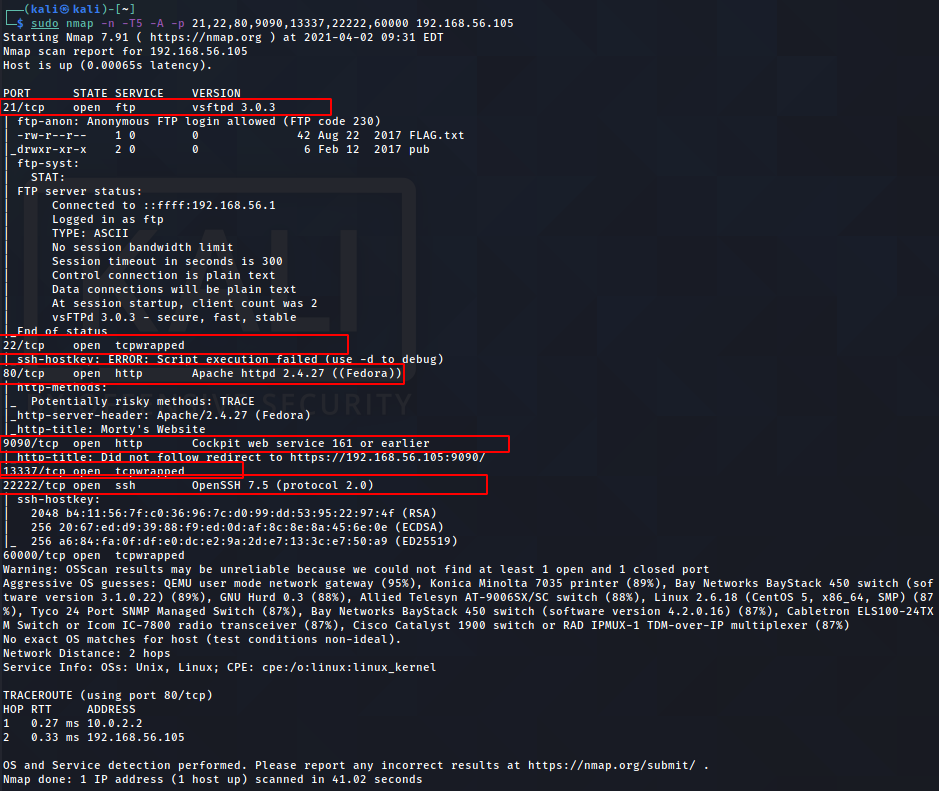 ┌──(kali㉿kali)-[~]
└─$ sudo nmap -n -T5 -A -p 21,22,80,9090,13337,22222,60000 192.168.56.105
Starting Nmap 7.91 ( https://nmap.org ) at 2021-04-02 09:31 EDT
Nmap scan report for 192.168.56.105
Host is up (0.00065s latency).

PORT      STATE SERVICE    VERSION
21/tcp    open  ftp        vsftpd 3.0.3
| ftp-anon: Anonymous FTP login allowed (FTP code 230)
| -rw-r--r--    1 0        0              42 Aug 22  2017 FLAG.txt
|_drwxr-xr-x    2 0        0               6 Feb 12  2017 pub
| ftp-syst:
|   STAT:
| FTP server status:
|      Connected to ::ffff:192.168.56.1
|      Logged in as ftp
|      TYPE: ASCII
|      No session bandwidth limit
|      Session timeout in seconds is 300
|      Control connection is plain text
|      Data connections will be plain text
|      At session startup, client count was 2
|      vsFTPd 3.0.3 - secure, fast, stable
|_End of status
22/tcp    open  tcpwrapped
|_ssh-hostkey: ERROR: Script execution failed (use -d to debug)
80/tcp    open  http       Apache httpd 2.4.27 ((Fedora))
| http-methods:
|_  Potentially risky methods: TRACE
|_http-server-header: Apache/2.4.27 (Fedora)
|_http-title: Morty's Website
9090/tcp  open  http       Cockpit web service 161 or earlier
|_http-title: Did not follow redirect to https://192.168.56.105:9090/
13337/tcp open  tcpwrapped
22222/tcp open  ssh        OpenSSH 7.5 (protocol 2.0)
| ssh-hostkey:
|   2048 b4:11:56:7f:c0:36:96:7c:d0:99:dd:53:95:22:97:4f (RSA)
|   256 20:67:ed:d9:39:88:f9:ed:0d:af:8c:8e:8a:45:6e:0e (ECDSA)
|_  256 a6:84:fa:0f:df:e0:dc:e2:9a:2d:e7:13:3c:e7:50:a9 (ED25519)
60000/tcp open  tcpwrapped
Warning: OSScan results may be unreliable because we could not find at least 1 open and 1 closed port
Aggressive OS guesses: QEMU user mode network gateway (95%), Konica Minolta 7035 printer (89%), Bay Networks BayStack 450 switch (sof
tware version 3.1.0.22) (89%), GNU Hurd 0.3 (88%), Allied Telesyn AT-9006SX/SC switch (88%), Linux 2.6.18 (CentOS 5, x86_64, SMP) (87
%), Tyco 24 Port SNMP Managed Switch (87%), Bay Networks BayStack 450 switch (software version 4.2.0.16) (87%), Cabletron ELS100-24TX
M Switch or Icom IC-7800 radio transceiver (87%), Cisco Catalyst 1900 switch or RAD IPMUX-1 TDM-over-IP multiplexer (87%)
No exact OS matches for host (test conditions non-ideal).
Network Distance: 2 hops
Service Info: OSs: Unix, Linux; CPE: cpe:/o:linux:linux_kernel

TRACEROUTE (using port 80/tcp)
HOP RTT     ADDRESS
1   0.27 ms 10.0.2.2
2   0.33 ms 192.168.56.105

OS and Service detection performed. Please report any incorrect results at https://nmap.org/submit/ .
Nmap done: 1 IP address (1 host up) scanned in 41.02 seconds
KALI
SECURITY